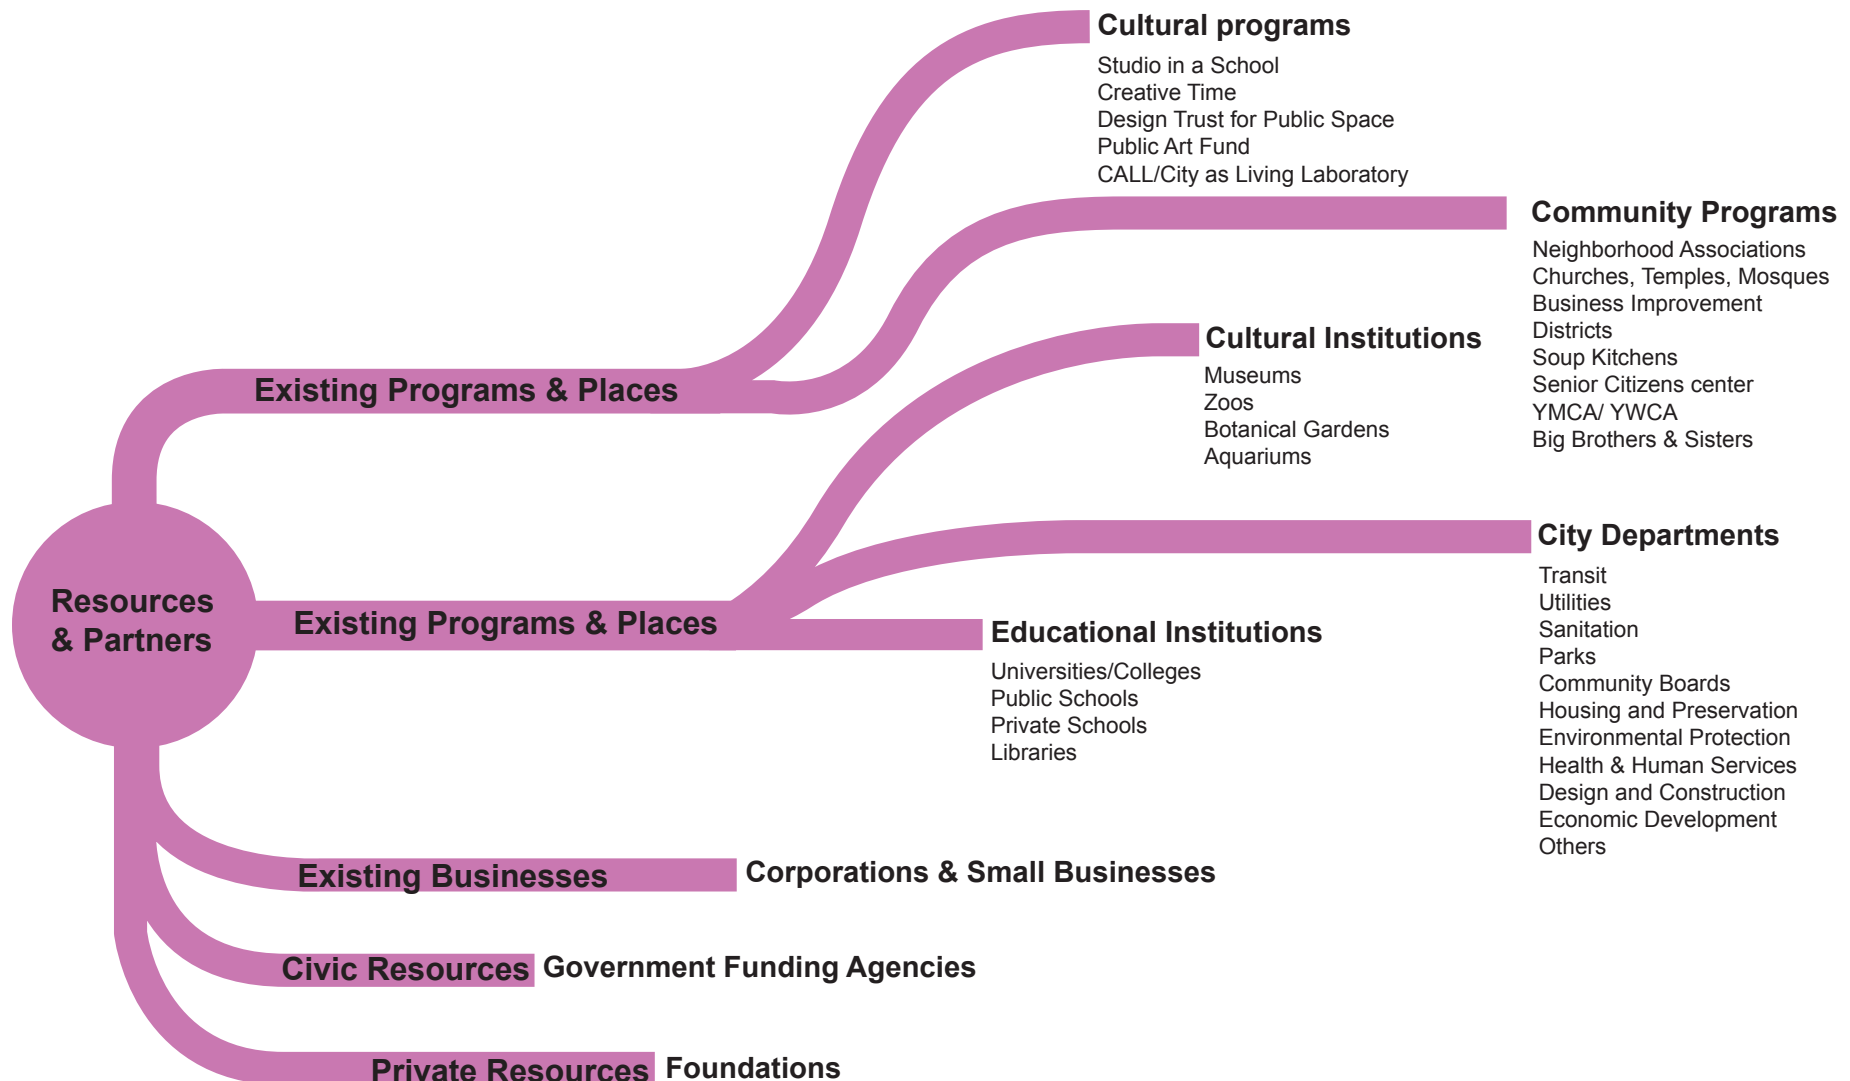 Cultural programs
Studio in a School
Creative Time
Design Trust for Public Space
Public Art Fund
CALL/City as Living Laboratory
Community Programs
Neighborhood Associations
Churches, Temples, Mosques
Business Improvement
Districts
Soup Kitchens
Senior Citizens center
YMCA/ YWCA
Big Brothers & Sisters
Existing Programs & Places
Cultural Institutions
Museums
Zoos
Botanical Gardens
Aquariums
City Departments
Transit
Utilities
Sanitation
Parks
Community Boards
Housing and Preservation
Environmental Protection
Health & Human Services
Design and Construction
Economic Development
Others
Resources
& Partners
Existing Programs & Places
Educational Institutions
Universities/Colleges
Public Schools
Private Schools
Libraries
Existing Businesses
Corporations & Small Businesses
Civic Resources
Government Funding Agencies
Private Resources
Foundations